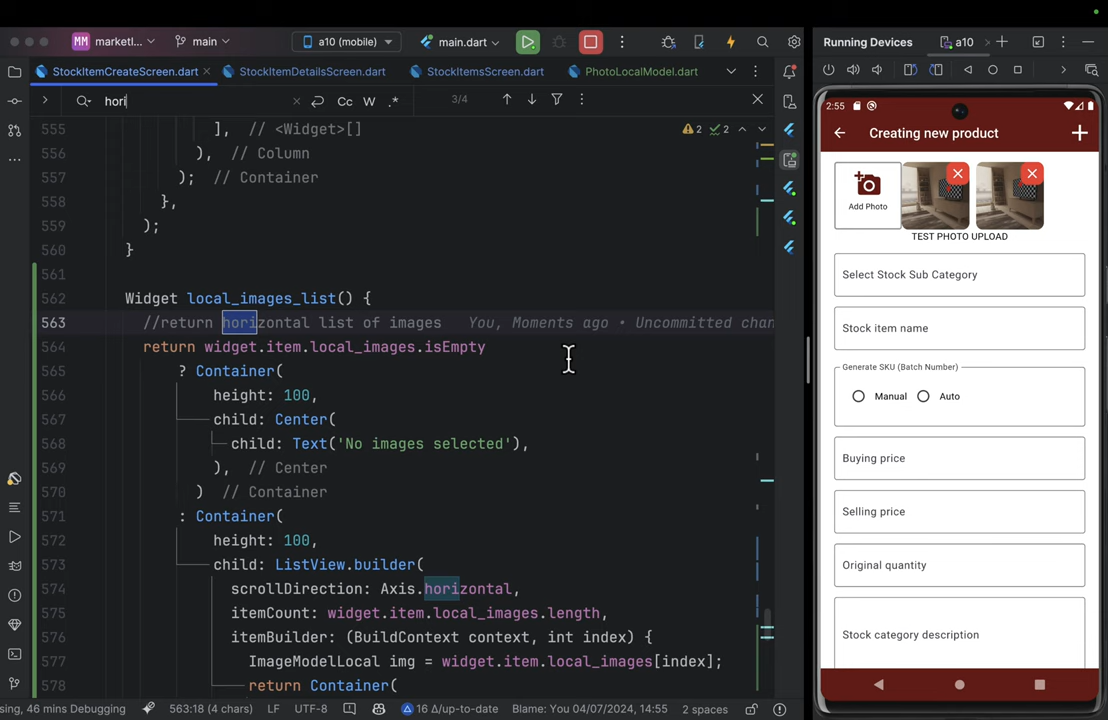 MM marketl...
main
a10 (mobile)
main.dart
Running Devices
a10
StockItemCreateScreen.dart
StockItemDetailsScreen.dart
StockItemsScreen.dart
PhotoLocalModel.dart
hori
Cc
W
.*
3/4
2
2
555
], // <Widget>[]
556
), // Column
557
); // Container
558
},
559
);
560
}
561
562
Widget local_images_list() {
563
//return horizontal list of images You, Moments ago • Uncommitted chan
564
return widget.item.local_images.isEmpty
565
? Container(
566
height: 100,
567
child: Center(
568
child: Text('No images selected'),
569
), // Center
570
) // Container
571
: Container(
572
height: 100,
573
child: ListView.builder(
574
scrollDirection: Axis.horizontal,
575
itemCount: widget.item.local_images.length,
576
itemBuilder: (BuildContext context, int index) {
577
ImageModelLocal img = widget.item.local_images[index];
578
return Container(
sing, 46 mins Debugging
563:18 (4 chars)
LF
UTF-8
16 Δ/up-to-date
Blame: You 04/07/2024, 14:55
2 spaces
2:55
Creating new product
Add Photo
TEST PHOTO UPLOAD
Select Stock Sub Category
Stock item name
Generate SKU (Batch Number)
Manual
Auto
Buying price
Selling price
Original quantity
Stock category description